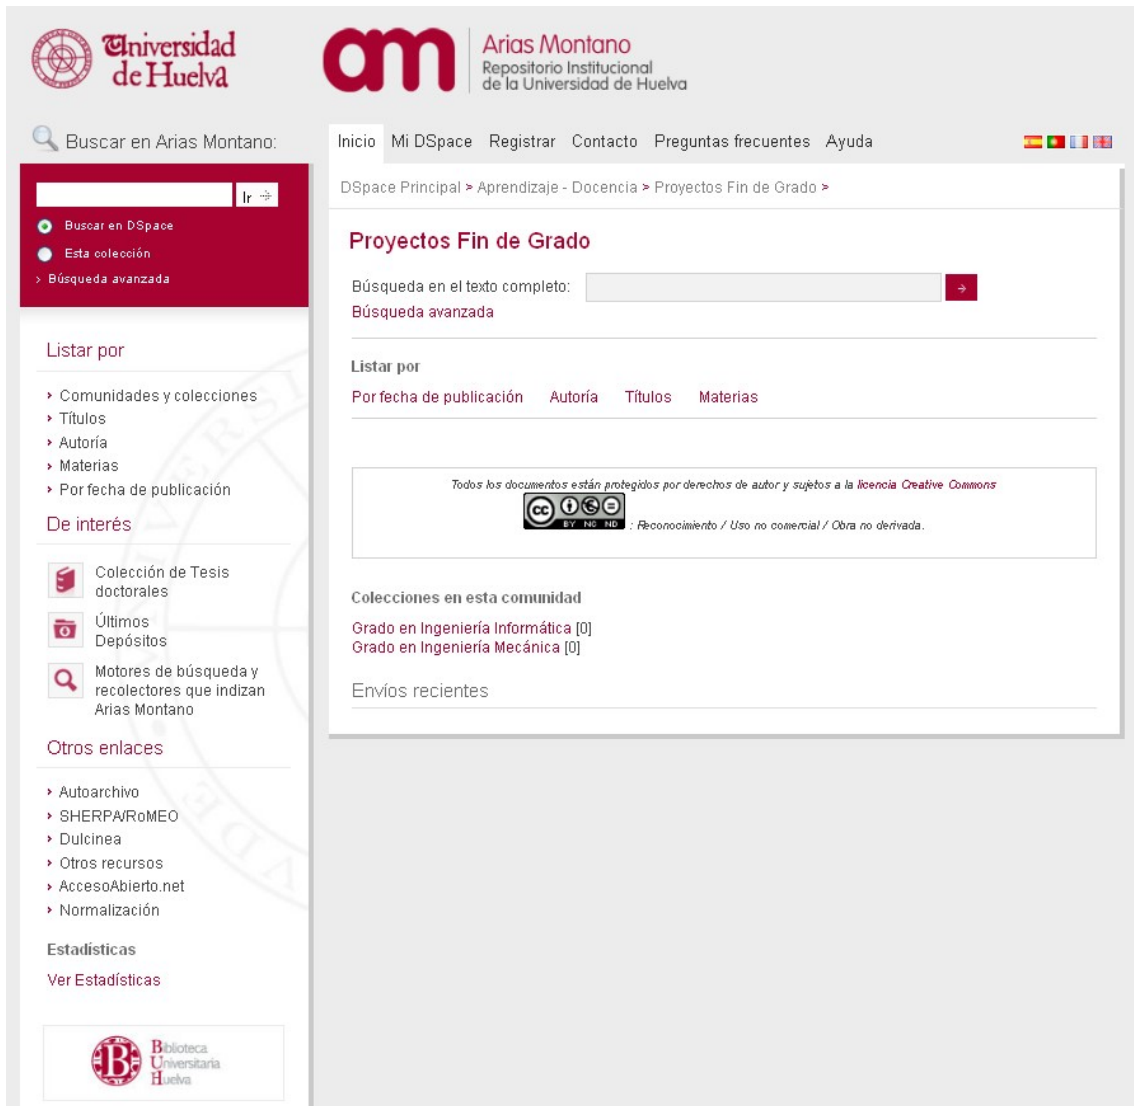 Universidad
de Huelva
am
Arias Montano
Repositorio Institucional
de la Universidad de Huelva
Buscar en Arias Montano:
Inicio Mi DSpace Registrar Contacto Preguntas frecuentes Ayuda
Ir
Buscar en DSpace
Esta colección
› Búsqueda avanzada
Listar por
Comunidades y colecciones
Títulos
Autoría
Materias
Por fecha de publicación
De interés
Colección de Tesis
doctorales
Últimos
Depósitos
Motores de búsqueda y
recolectores que indizan
Arias Montano
Otros enlaces
Autoarchivo
SHERPA/RoMEO
Dulcinea
Otros recursos
AccesoAbierto.net
Normalización
Estadísticas
Ver Estadísticas
B
Biblioteca
Universitaria
Huelva
DSpace Principal > Aprendizaje - Docencia > Proyectos Fin de Grado >
Proyectos Fin de Grado
Búsqueda en el texto completo:
Búsqueda avanzada
Listar por
Por fecha de publicación Autoría Títulos Materias
Todos los documentos están protegidos por derechos de autor y sujetos a la licencia Creative Commons
cc BY NC ND : Reconocimiento / Uso no comercial / Obra no derivada.
Colecciones en esta comunidad
Grado en Ingeniería Informática [0]
Grado en Ingeniería Mecánica [0]
Envíos recientes